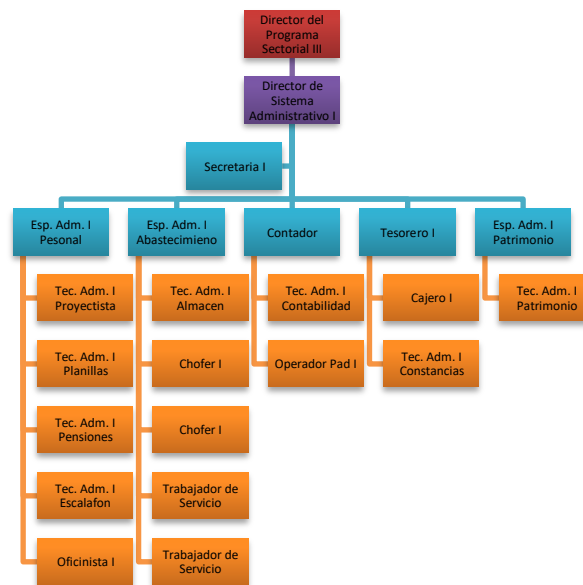 Director del
Programa
Sectorial III
Director de
Sistema
Administrativo I
Secretaria I
Esp. Adm. I
Pesonal
Esp. Adm. I
Abastecimieno
Contador
Tesorero I
Esp. Adm. I
Patrimonio
Tec. Adm. I
Proyectista
Tec. Adm. I
Almacen
Tec. Adm. I
Contabilidad
Cajero I
Tec. Adm. I
Patrimonio
Tec. Adm. I
Planillas
Chofer I
Operador Pad I
Tec. Adm. I
Constancias
Tec. Adm. I
Pensiones
Chofer I
Tec. Adm. I
Escalafon
Trabajador de
Servicio
Oficinista I
Trabajador de
Servicio